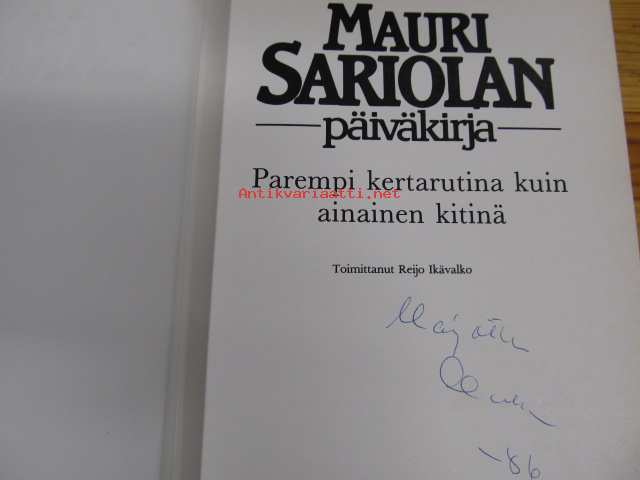 MAURI
SARIOLAN
päiväkirja
Parempi kertarutina kuin
Antikvariaatti.net
ainainen kitinä
Toimittanut Reijo Ikävalko
-86